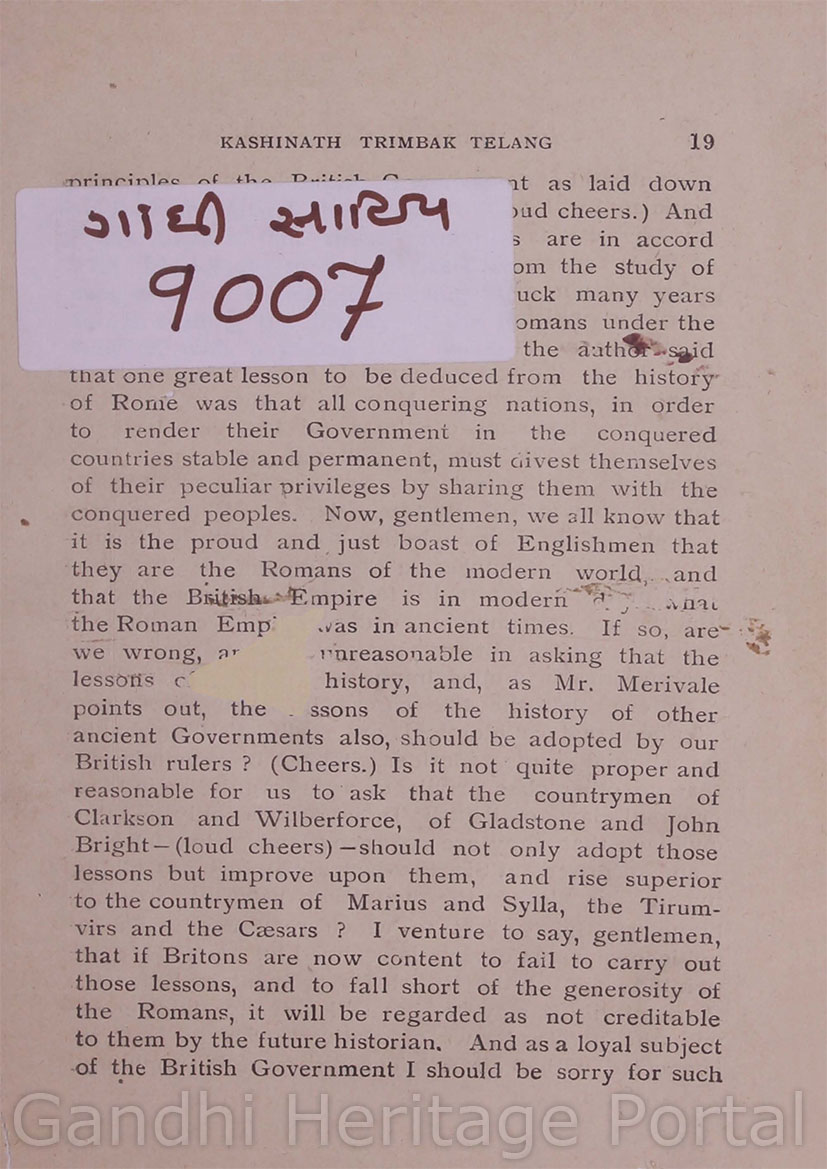 KASHINATH TRIMBAK TELANG 19
principles of the as laid down
ગાંધી સાહિત્ય
cheers.) And
are in accord
the study of
9007
many years
under the
the author said
that one great lesson to be deduced from the history
of Rome was that all conquering nations, in order
to render their Government in the conquered
countries stable and permanent, must divest themselves
of their peculiar privileges by sharing them with the
conquered peoples. Now, gentlemen, we all know that
it is the proud and just boast of Englishmen that
they are the Romans of the modern world, and
that the British Empire is in modern
the Roman was in ancient times. If so, are
we wrong, in asking that the
lessons history, and, as Mr. Merivale
points out, the of the history of other
ancient Governments also, should be adopted by our
British rulers ? (Cheers.) Is it not quite proper and
reasonable for us to ask that the countrymen of
Clarkson and Wilberforce, of Gladstone and John
Bright—(loud cheers)—should not only adopt those
lessons but improve upon them, and rise superior
to the countrymen of Marius and Sylla, the Tirum-
virs and the Cæsars ? I venture to say, gentlemen,
that if Britons are now content to fail to carry out
those lessons, and to fall short of the generosity of
the Romans, it will be regarded as not creditable
to them by the future historian. And as a loyal subject
of the British Government I should be sorry for such
Gandhi Heritage Portal